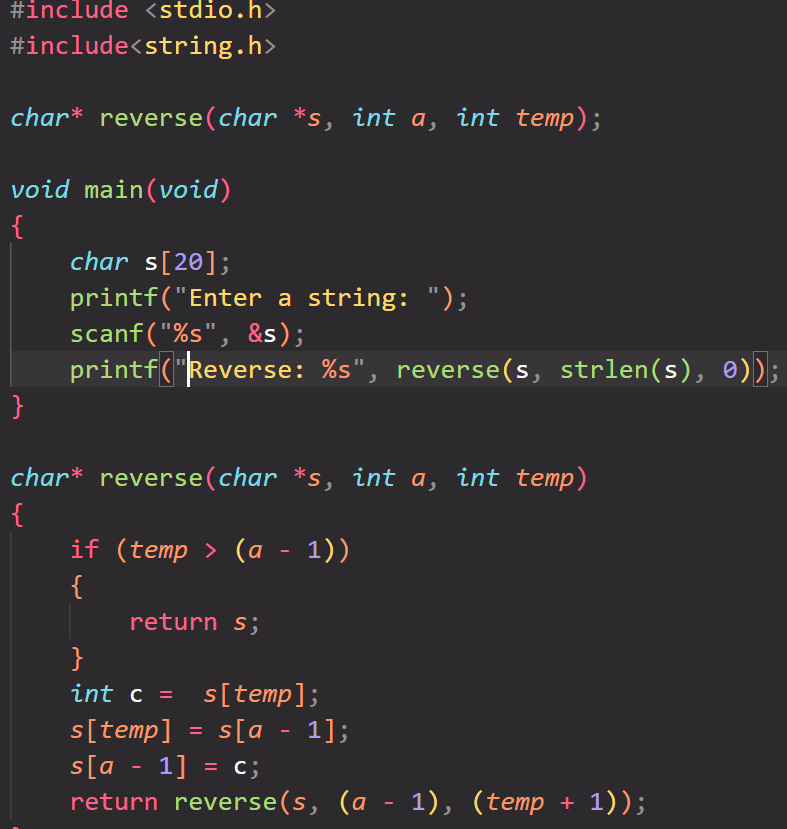 #include <stdio.h>
#include<string.h>
char* reverse(char *s, int a, int temp);
void main(void)
{
    char s[20];
    printf("Enter a string: ");
    scanf("%s", &s);
    printf("Reverse: %s", reverse(s, strlen(s), 0));
}
char* reverse(char *s, int a, int temp)
{
    if (temp > (a - 1))
    {
        return s;
    }
    int c =  s[temp];
    s[temp] = s[a - 1];
    s[a - 1] = c;
    return reverse(s, (a - 1), (temp + 1));
}